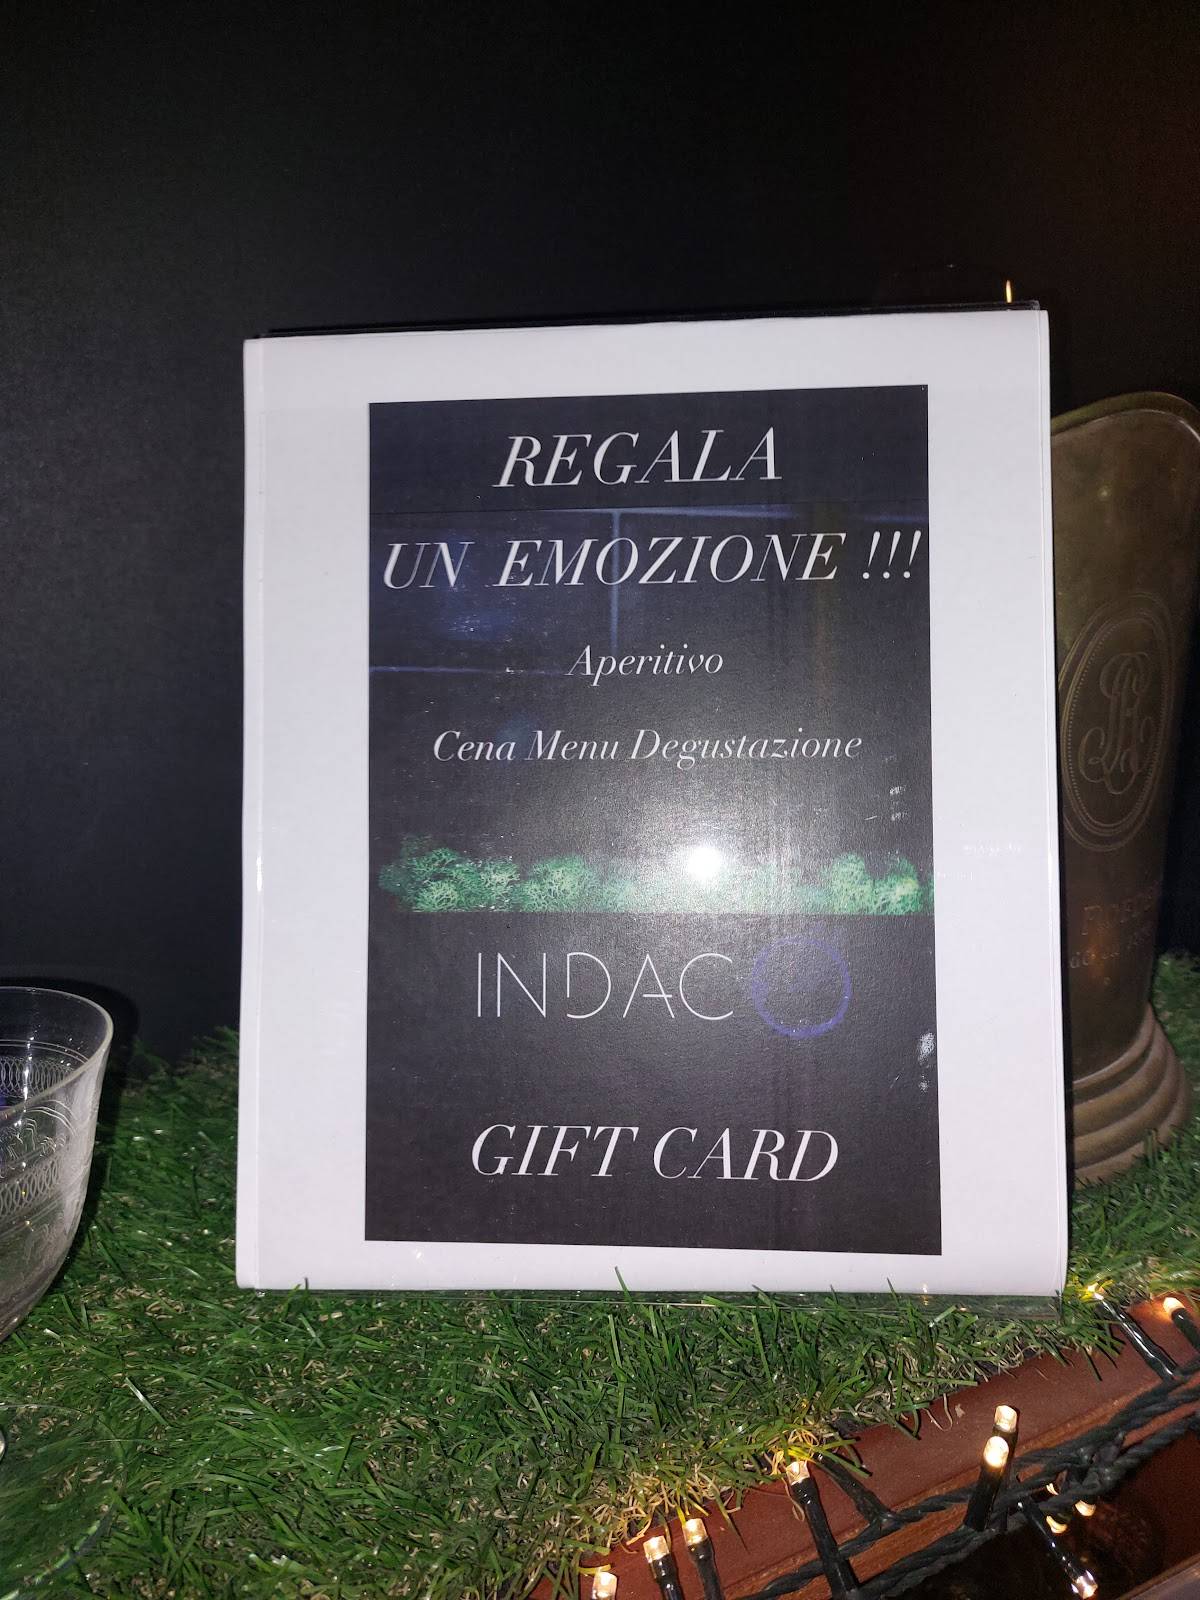 REGALA
UN EMOZIONE !!!
Aperitivo
Cena Menu Degustazione
INDACO
GIFT CARD